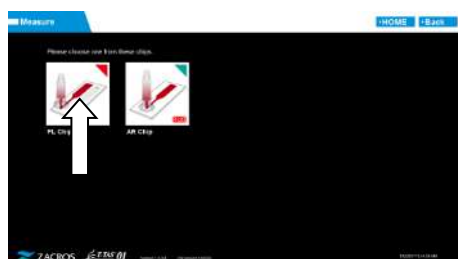 Measure
HOME Back
Please choose one from these chips.
PL Chip
AR Chip
ZACROS T-TAS 01